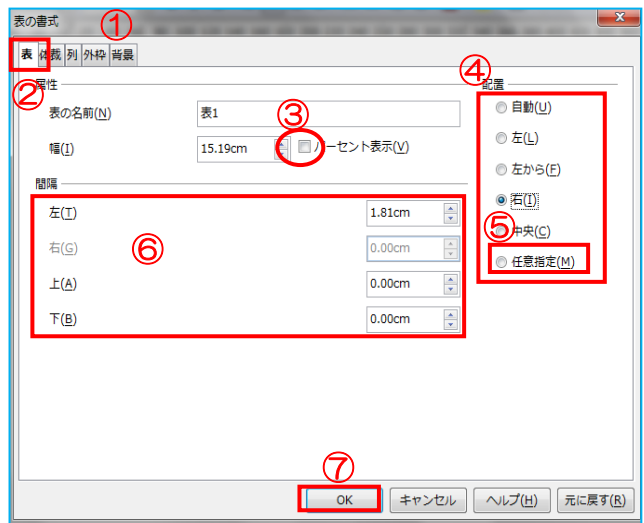 表の書式
①
表 体裁 列 外枠 背景
②
属性
④
配置
表の名前(N) 表1
③
自動(U)
幅(I) 15.19cm パーセント表示(V)
左(L)
左から(F)
間隔
右(I)
左(T) 1.81cm
⑤
中央(C)
右(G) 0.00cm
⑥
任意指定(M)
上(A) 0.00cm
下(B) 0.00cm
⑦
OK キャンセル ヘルプ(H) 元に戻す(R)